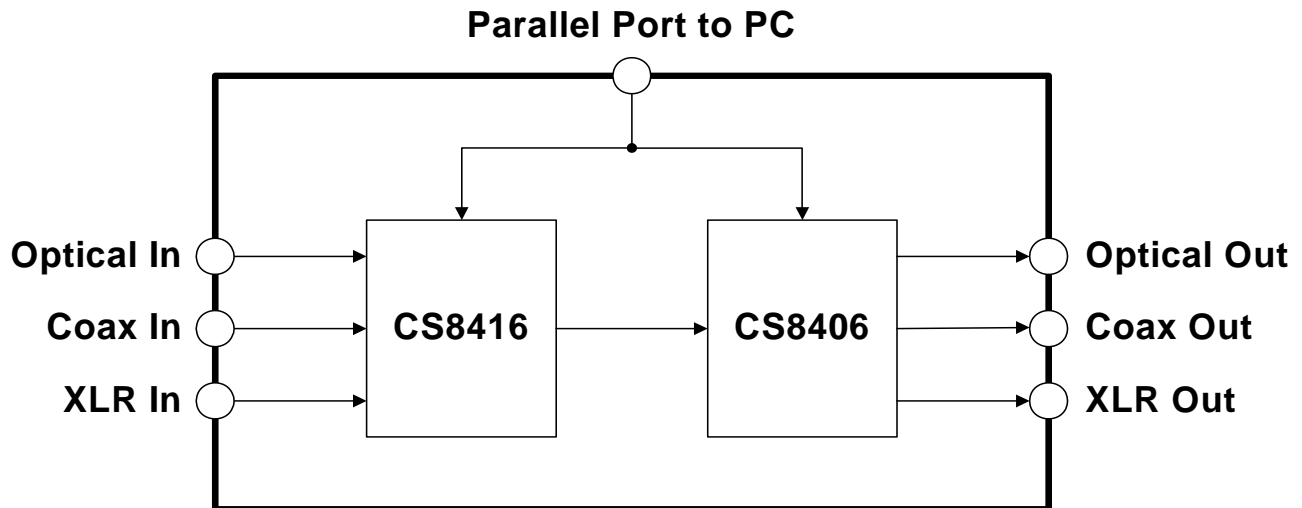 Parallel Port to PC
Optical In
Coax In
XLR In
CS8416
CS8406
Optical Out
Coax Out
XLR Out